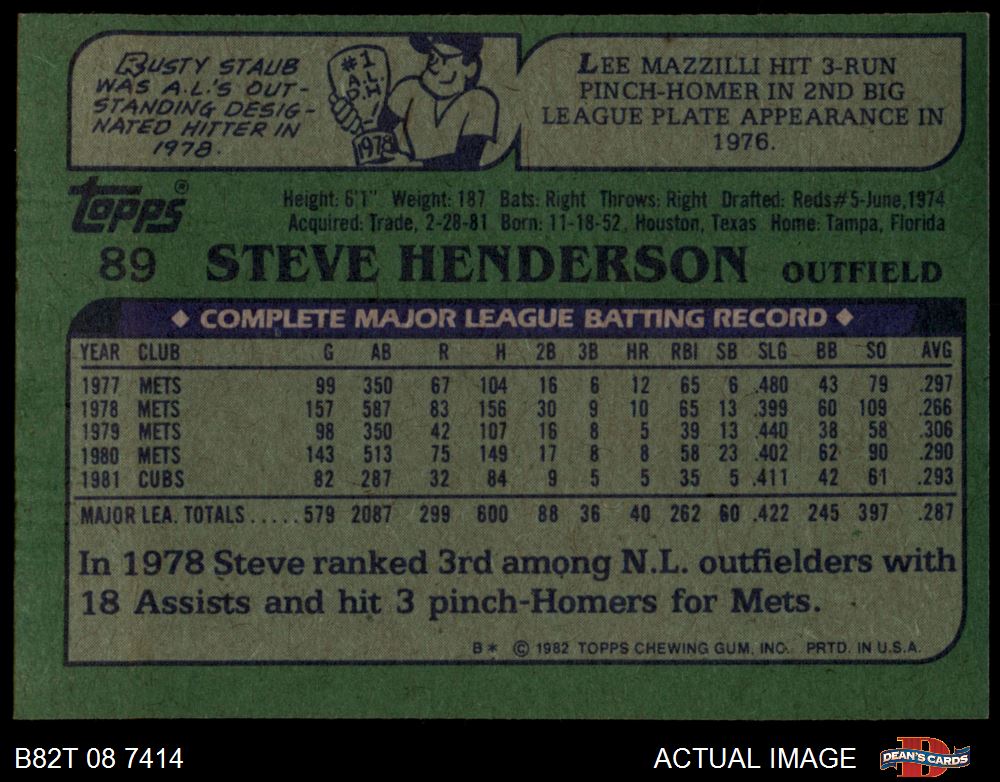 RUSTY STAUB
WAS A.L.'S OUT-
STANDING DESIG-
NATED HITTER IN
1978.
#1
A.L.
D.H.
1978
LEE MAZZILLI HIT 3-RUN
PINCH-HOMER IN 2ND BIG
LEAGUE PLATE APPEARANCE IN
1976.
Topps®
Height: 6'1" Weight: 187 Bats: Right Throws: Right Drafted: Reds#5-June,1974
Acquired: Trade, 2-28-81 Born: 11-18-52, Houston, Texas Home: Tampa, Florida
89 STEVE HENDERSON OUTFIELD
◆ COMPLETE MAJOR LEAGUE BATTING RECORD ◆
YEAR CLUB G AB R H 2B 3B HR RBI SB SLG BB SO AVG
1977 METS 99 350 67 104 16 6 12 65 6 .480 43 79 .297
1978 METS 157 587 83 156 30 9 10 65 13 .399 60 109 .266
1979 METS 98 350 42 107 16 8 5 39 13 .440 38 58 .306
1980 METS 143 513 75 149 17 8 8 58 23 .402 62 90 .290
1981 CUBS 82 287 32 84 9 5 5 35 5 .411 42 61 .293
MAJOR LEA. TOTALS ..... 579 2087 299 600 88 36 40 262 60 .422 245 397 .287
In 1978 Steve ranked 3rd among N.L. outfielders with
18 Assists and hit 3 pinch-Homers for Mets.
B* © 1982 TOPPS CHEWING GUM, INC. PRTD. IN U.S.A.
B82T 08 7414 ACTUAL IMAGE DEAN'S CARDS